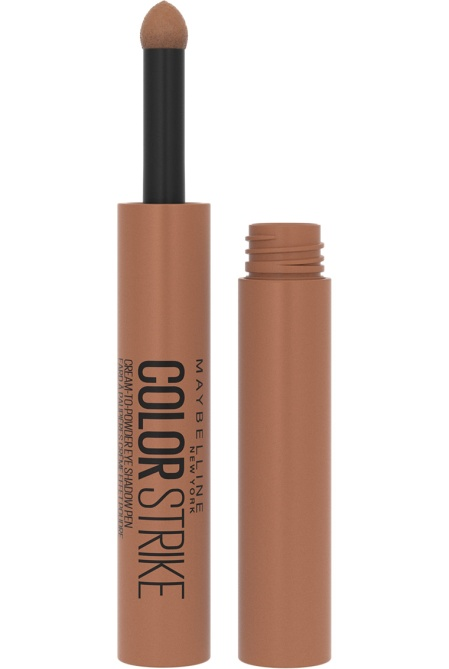 MAYBELLINE
NEW YORK
COLOR STRIKE
CREAM-TO-POWDER EYE SHADOW PEN